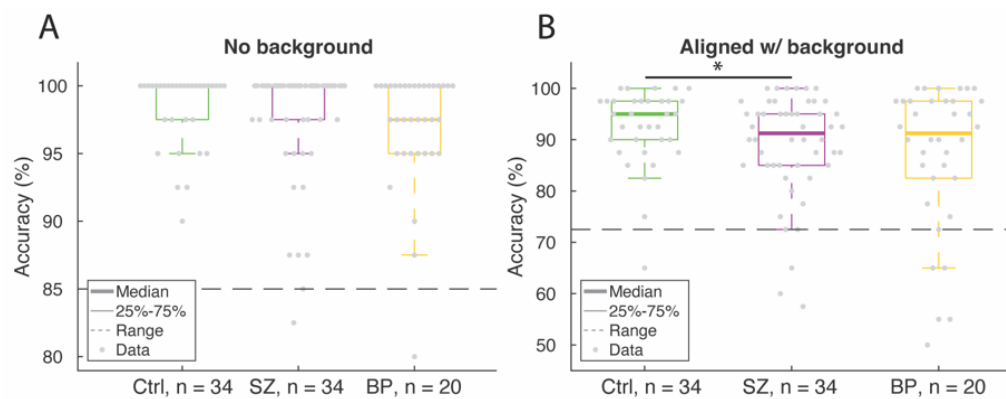 A
No background
100
95
90
85
80
Accuracy (%)
Median
25%-75%
Range
Data
Ctrl, n = 34
SZ, n = 34
BP, n = 20
B
Aligned w/ background
*
100
90
80
70
60
50
Accuracy (%)
Median
25%-75%
Range
Data
Ctrl, n = 34
SZ, n = 34
BP, n = 20